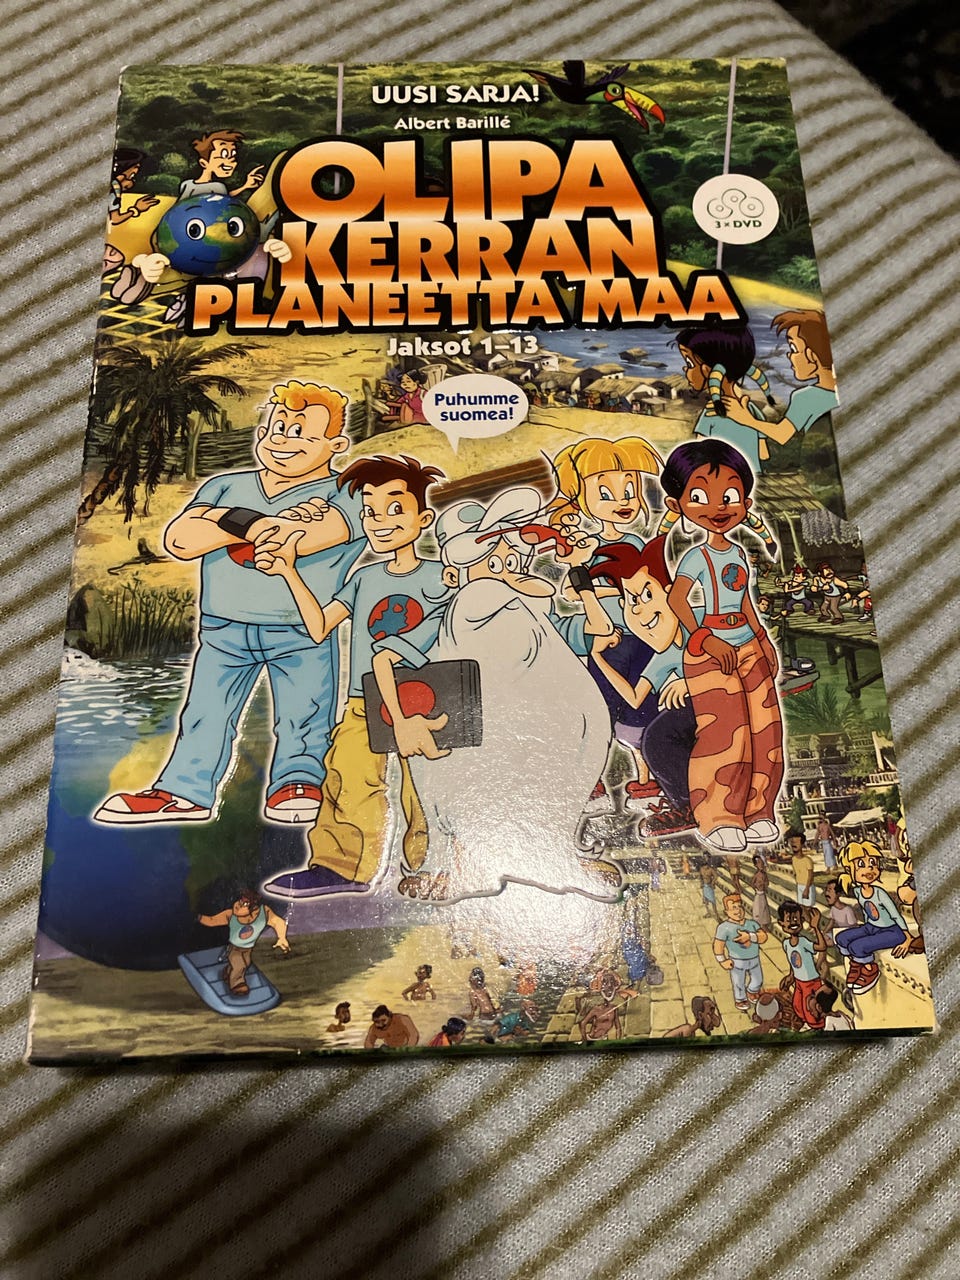 UUSI SARJA!
Albert Barillé
OLIPA
KERRAN
PLANEETTA MAA
Jaksot 1–13
3×DVD
Puhumme
suomea!